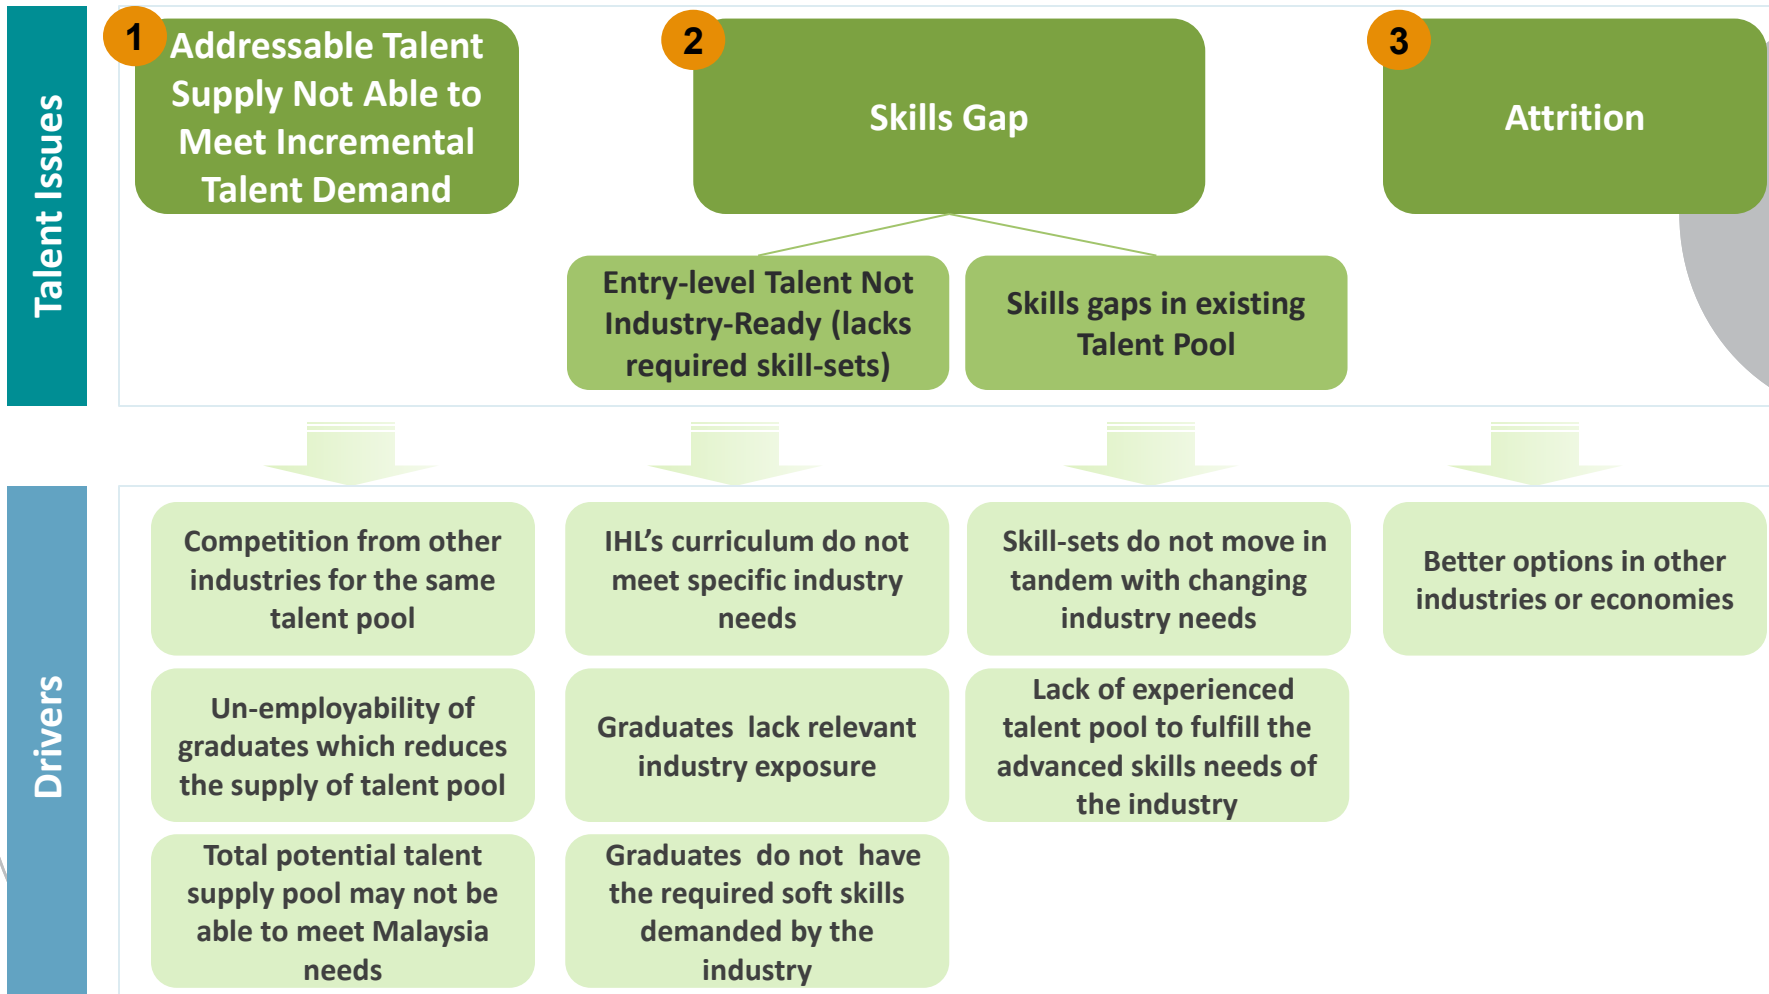 Talent Issues
1
Addressable Talent
Supply Not Able to
Meet Incremental
Talent Demand
2
Skills Gap
3
Attrition
Entry-level Talent Not
Industry-Ready (lacks
required skill-sets)
Skills gaps in existing
Talent Pool
Drivers
Competition from other
industries for the same
talent pool
Un-employability of
graduates which reduces
the supply of talent pool
Total potential talent
supply pool may not be
able to meet Malaysia
needs
IHL’s curriculum do not
meet specific industry
needs
Graduates lack relevant
industry exposure
Graduates do not have
the required soft skills
demanded by the
industry
Skill-sets do not move in
tandem with changing
industry needs
Lack of experienced
talent pool to fulfill the
advanced skills needs of
the industry
Better options in other
industries or economies